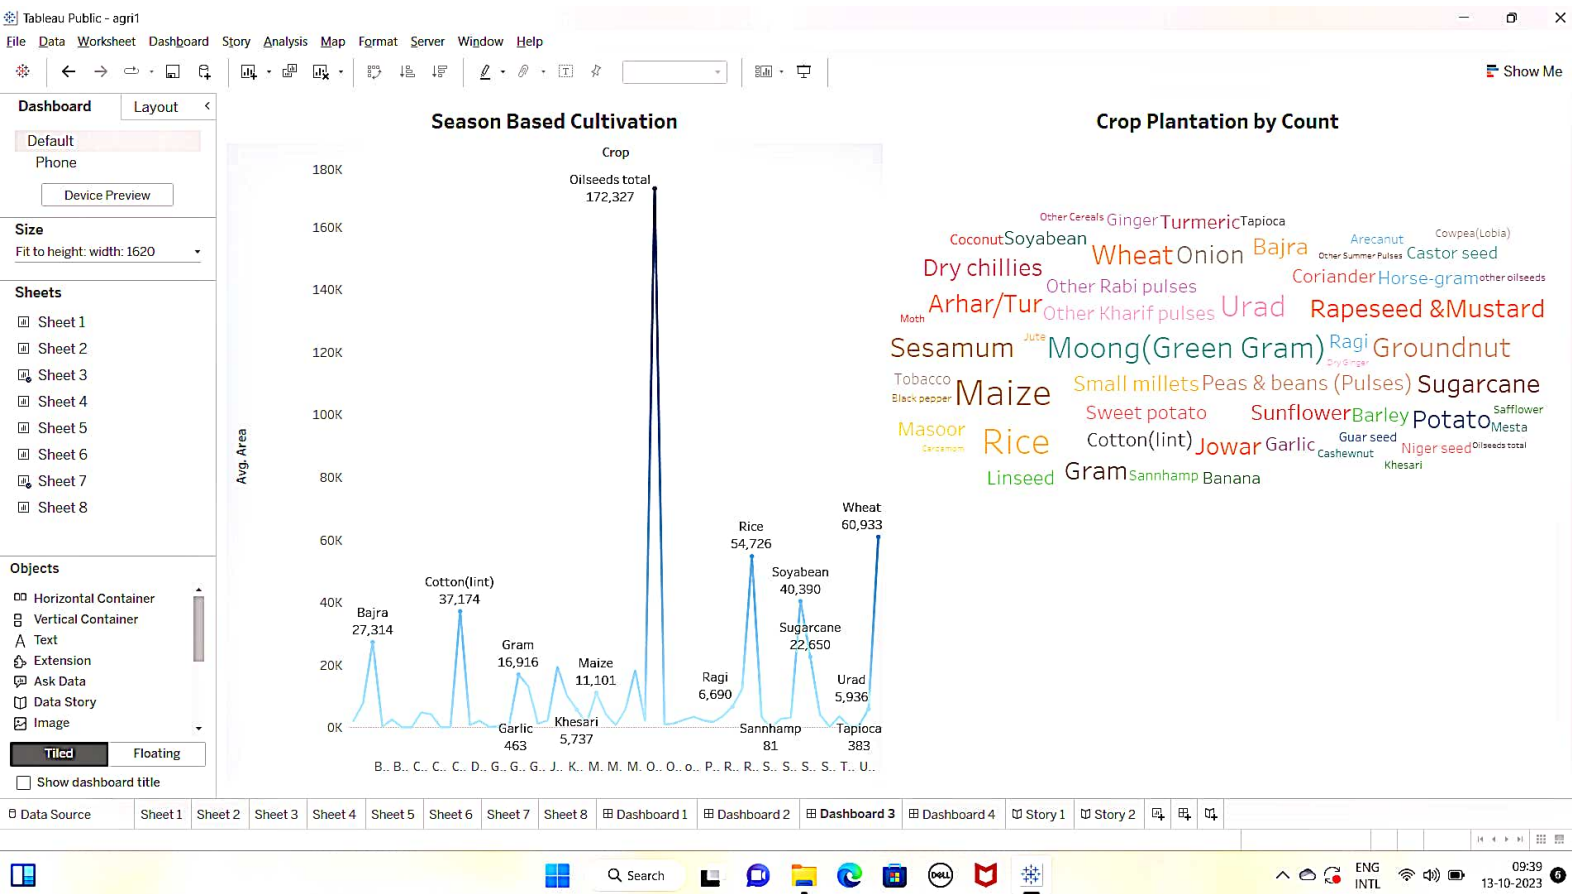 Tableau Public - agri1
File Data Worksheet Dashboard Story Analysis Map Format Server Window Help
Show Me
Dashboard Layout
Default
Phone
Device Preview
Size
Fit to height: width: 1620
Sheets
Sheet 1
Sheet 2
Sheet 3
Sheet 4
Sheet 5
Sheet 6
Sheet 7
Sheet 8
Objects
Horizontal Container
Vertical Container
Text
Extension
Ask Data
Data Story
Image
Tiled Floating
Show dashboard title
Season Based Cultivation
Crop
Avg. Area
180K
160K
140K
120K
100K
80K
60K
40K
20K
0K
Oilseeds total
172,327
Wheat
60,933
Rice
54,726
Soyabean
40,390
Cotton(lint)
37,174
Bajra
27,314
Sugarcane
22,650
Gram
16,916
Maize
11,101
Ragi
6,690
Urad
5,936
Garlic
463
Khesari
5,737
Sannhamp
81
Tapioca
383
B.. B.. C.. C.. C.. D.. G.. G.. G.. J.. K.. M.. M.. M.. O.. O.. o.. P.. R.. R.. S.. S.. S.. S.. T.. U..
Crop Plantation by Count
Other Cereals Ginger Turmeric Tapioca
Coconut Soyabean Arecanut Cowpea(Lobia)
Wheat Onion Bajra Other Summer Pulses Castor seed
Dry chillies Coriander Horse-gram other oilseeds
Other Rabi pulses
Moth Arhar/Tur Other Kharif pulses Urad Rapeseed &Mustard
Sesamum Jute Moong(Green Gram) Ragi Groundnut
Dry Ginger
Tobacco Maize Small millets Peas & beans (Pulses) Sugarcane
Black pepper
Sweet potato Sunflower Barley Potato Safflower
Mesta
Masoor Rice Cotton(lint) Jowar Garlic Guar seed Niger seed Oilseeds total
Cardamom Cashewnut
Khesari
Linseed Gram Sannhamp Banana
Data Source Sheet 1 Sheet 2 Sheet 3 Sheet 4 Sheet 5 Sheet 6 Sheet 7 Sheet 8 Dashboard 1 Dashboard 2 Dashboard 3 Dashboard 4 Story 1 Story 2
Search
DELL
ENG
INTL
09:39
13-10-2023
6